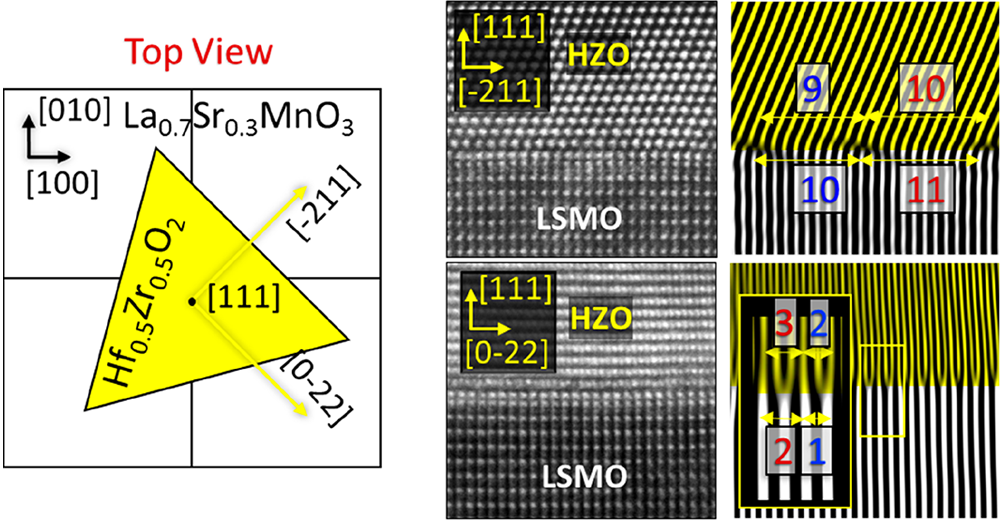 Top View
[010]
La0.7Sr0.3MnO3
[100]
[-211]
Hf0.5Zr0.5O2
[111]
[0-22]
[111]
HZO
[-211]
LSMO
9
10
10
11
[111]
HZO
[0-22]
LSMO
3
2
2
1